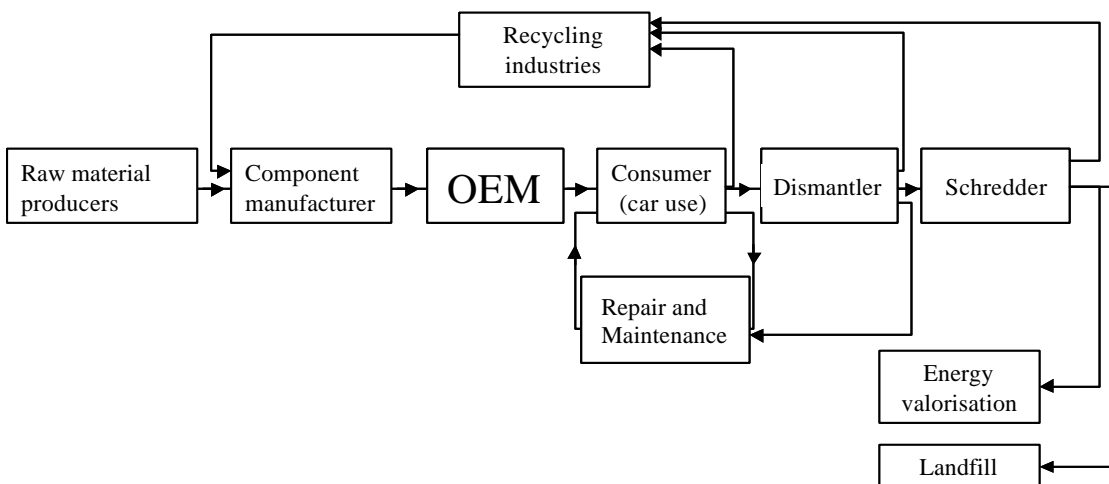 Recycling
industries
Raw material
producers
Component
manufacturer
OEM
Consumer
(car use)
Dismantler
Schredder
Repair and
Maintenance
Energy
valorisation
Landfill